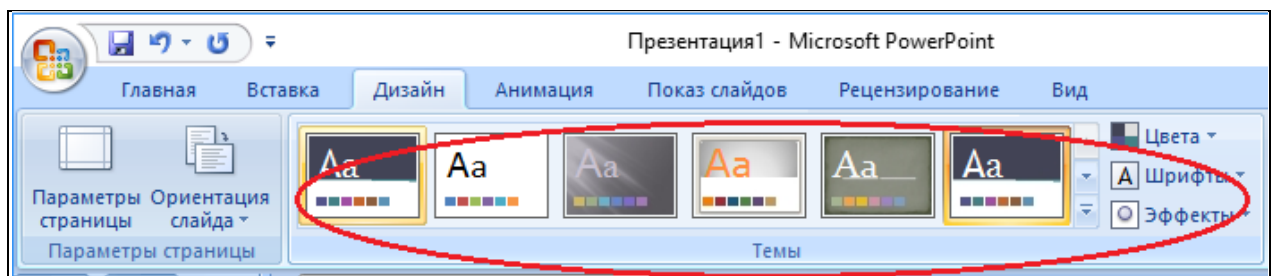 Презентация1 - Microsoft PowerPoint
Главная Вставка Дизайн Анимация Показ слайдов Рецензирование Вид
Aa Aa Aa Aa Aa Aa
Цвета
Шрифты
Эффекты
Параметры страницы
Ориентация слайда
Параметры страницы Темы